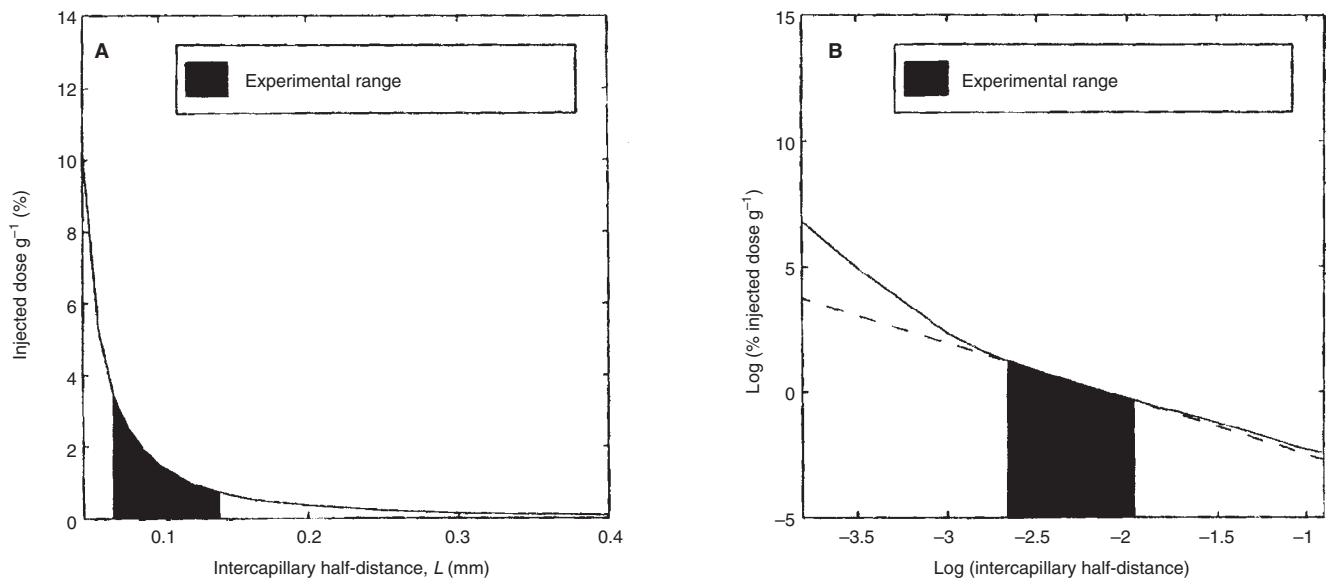 A
Experimental range
14
12
10
8
6
4
2
0
Injected dose g⁻¹ (%)
0.1 0.2 0.3 0.4
Intercapillary half-distance, L (mm)
B
Experimental range
15
10
5
0
−5
Log (% injected dose g⁻¹)
−3.5 −3 −2.5 −2 −1.5 −1
Log (intercapillary half-distance)